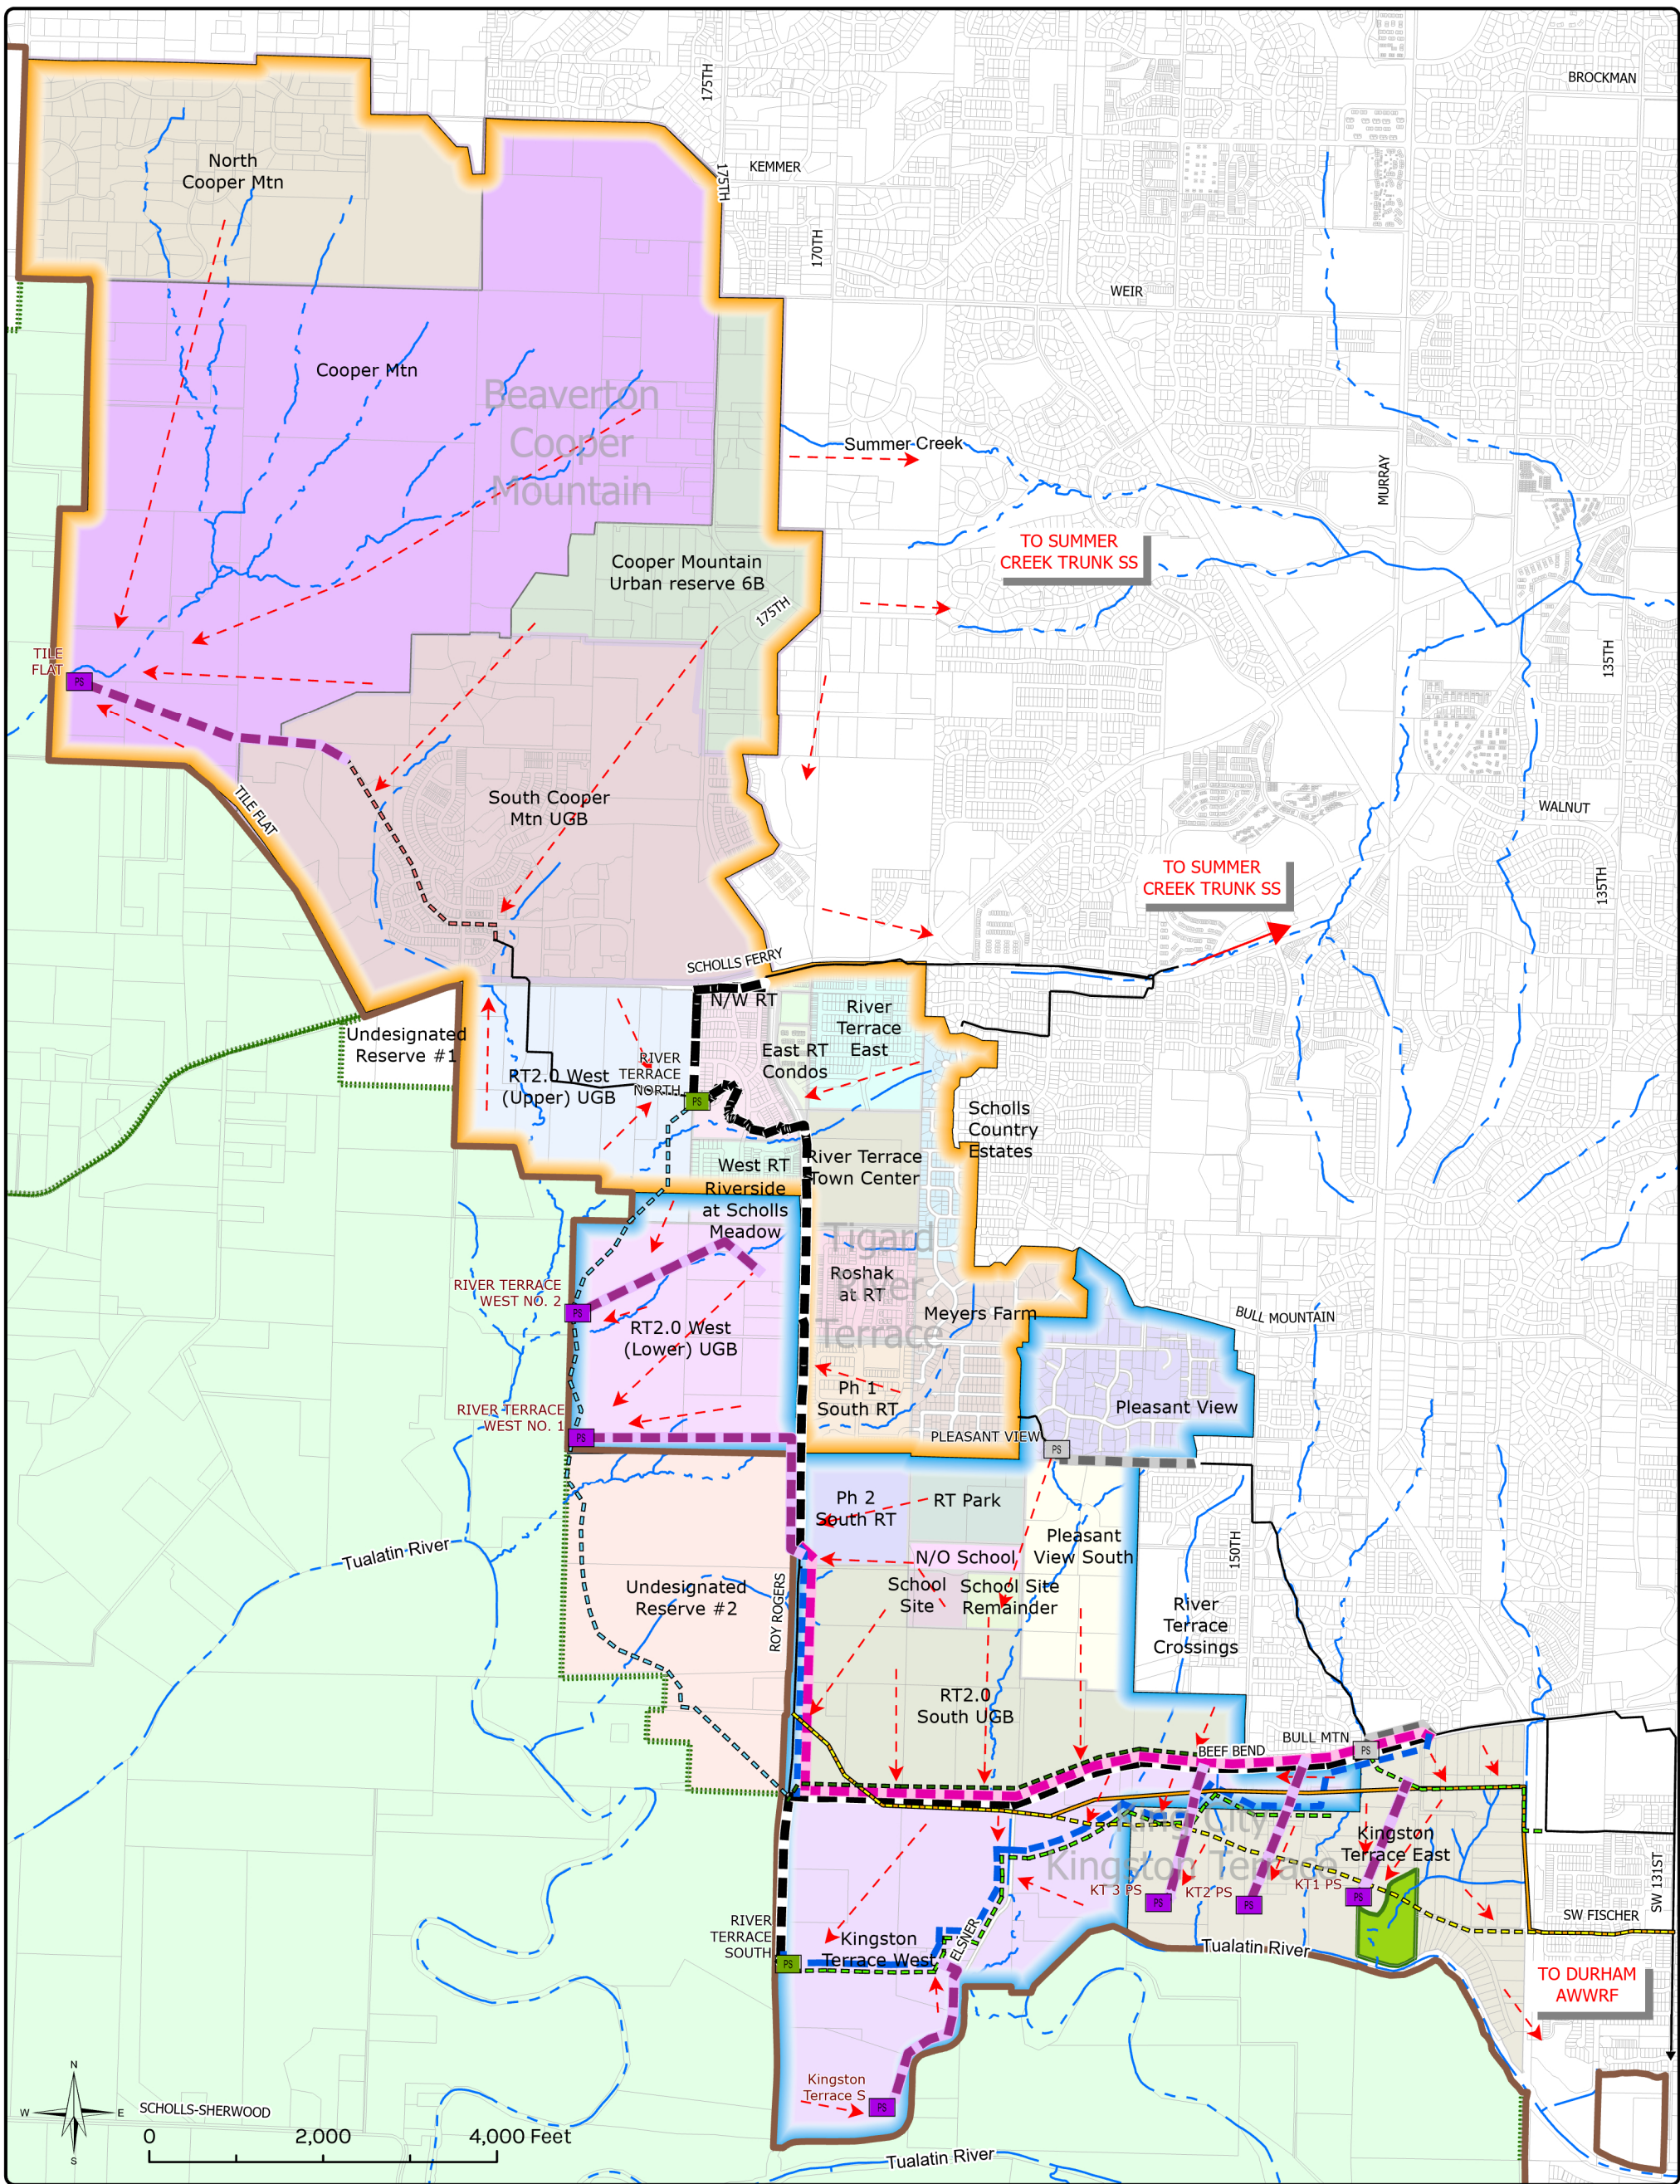 BROCKMAN
175TH
North
Cooper Mtn
KEMMER
175TH
170TH
WEIR
Cooper Mtn
Beaverton
Cooper
Mountain
Summer Creek
MURRAY
TO SUMMER
CREEK TRUNK SS
Cooper Mountain
Urban reserve 6B
175TH
TILE
FLAT
PS
135TH
South Cooper
Mtn UGB
TILE FLAT
WALNUT
TO SUMMER
CREEK TRUNK SS
135TH
SCHOLLS FERRY
N/W RT
River
Terrace
East
Undesignated
Reserve #1
East RT
Condos
RIVER
TERRACE
NORTH
PS
RT2.0 West
(Upper) UGB
Scholls
Country
Estates
West RT
River Terrace
Town Center
Riverside
at Scholls
Meadow
Tigard
River
Terrace
Roshak
at RT
RIVER TERRACE
WEST NO. 2
PS
Meyers Farm
BULL MOUNTAIN
RT2.0 West
(Lower) UGB
Ph 1
South RT
RIVER TERRACE
WEST NO. 1
PS
Pleasant View
PLEASANT VIEW
PS
Ph 2
South RT
RT Park
Pleasant
View South
150TH
Tualatin River
N/O School
School
Site
School Site
Remainder
Undesignated
Reserve #2
ROY ROGERS
River
Terrace
Crossings
RT2.0
South UGB
BULL MTN
PS
BEEF BEND
King City
Kingston Terrace
Kingston
Terrace East
KT 3 PS
PS
KT2 PS
PS
KT1 PS
PS
SW 131ST
SW FISCHER
RIVER
TERRACE
SOUTH
PS
Kingston
Terrace West
ELSNER
Tualatin River
TO DURHAM
AWWRF
Kingston
Terrace S
PS
N
W
E
S
SCHOLLS-SHERWOOD
0
2,000
4,000 Feet
Tualatin River